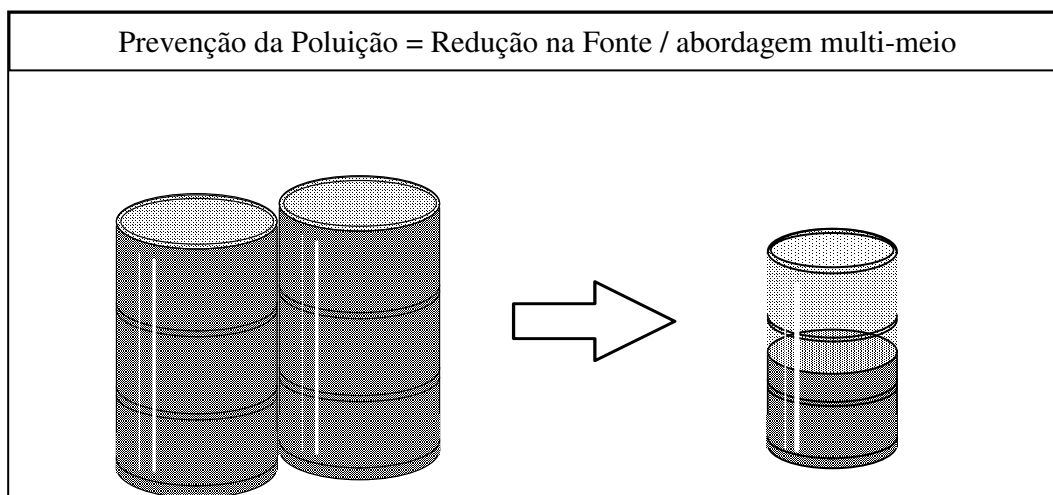 Prevenção da Poluição = Redução na Fonte / abordagem multi-meio